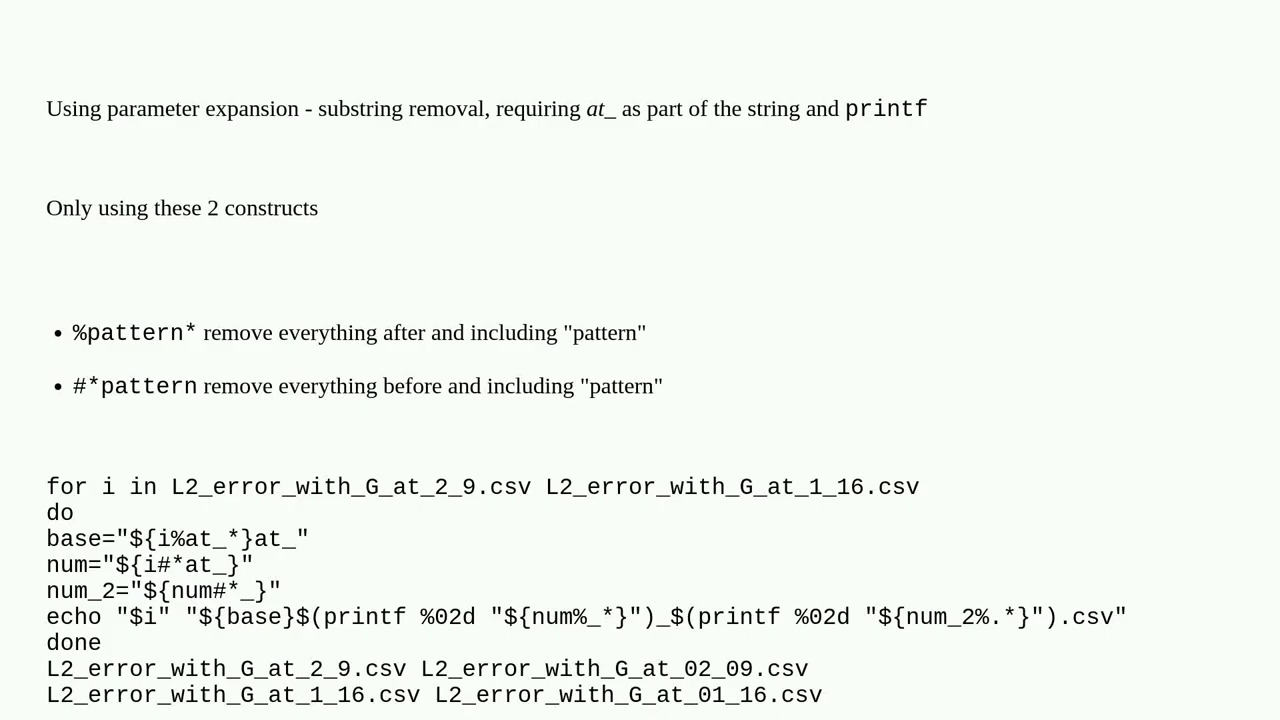 Using parameter expansion - substring removal, requiring at_ as part of the string and printf
Only using these 2 constructs
• %pattern* remove everything after and including "pattern"
• #*pattern remove everything before and including "pattern"
for i in L2_error_with_G_at_2_9.csv L2_error_with_G_at_1_16.csv
do
base="${i%at_*}at_"
num="${i#*at_}"
num_2="${num#*_}"
echo "$i" "${base}$(printf %02d "${num%_*}")_$(printf %02d "${num_2%.*}").csv"
done
L2_error_with_G_at_2_9.csv L2_error_with_G_at_02_09.csv
L2_error_with_G_at_1_16.csv L2_error_with_G_at_01_16.csv